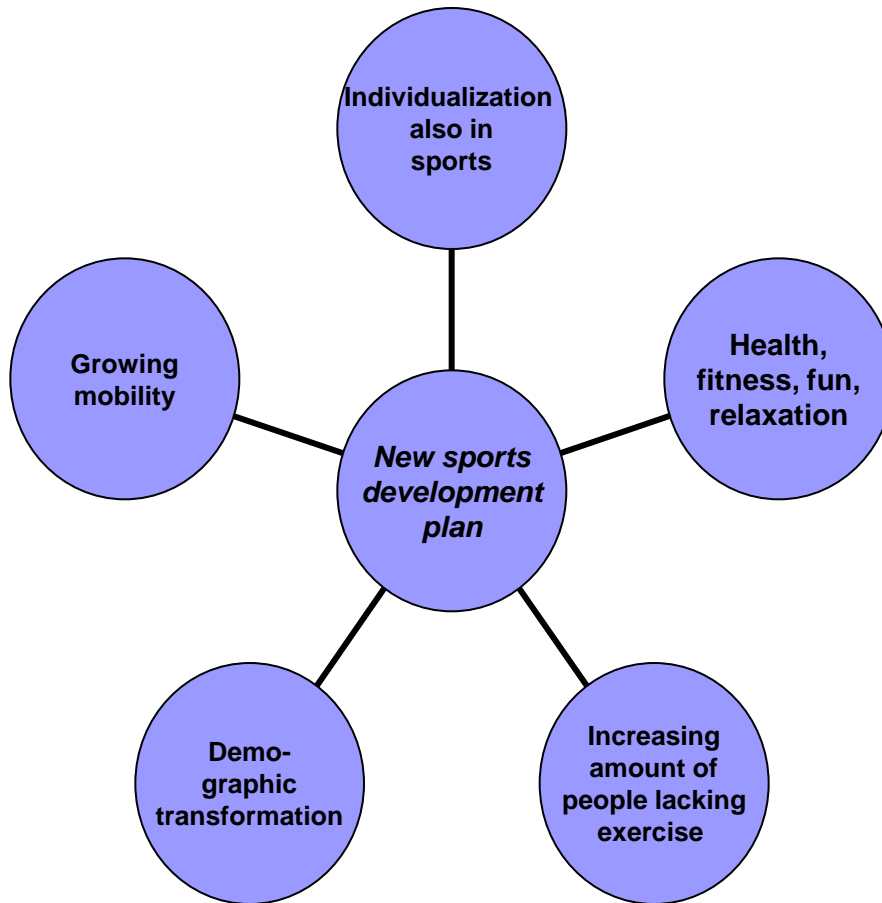 Individualization
also in
sports
Growing
mobility
Health,
fitness, fun,
relaxation
New sports
development
plan
Demo-
graphic
transformation
Increasing
amount of
people lacking
exercise